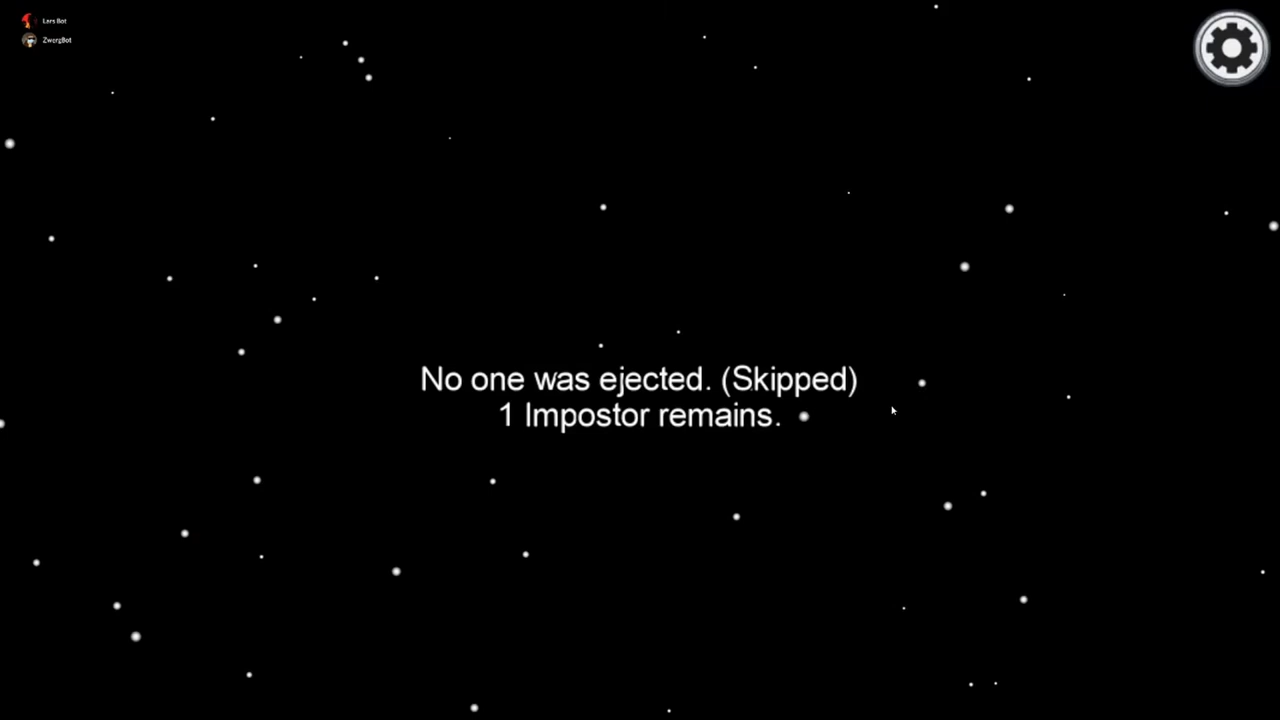 Lars Bot
ZwergBot
No one was ejected. (Skipped)
1 Impostor remains.